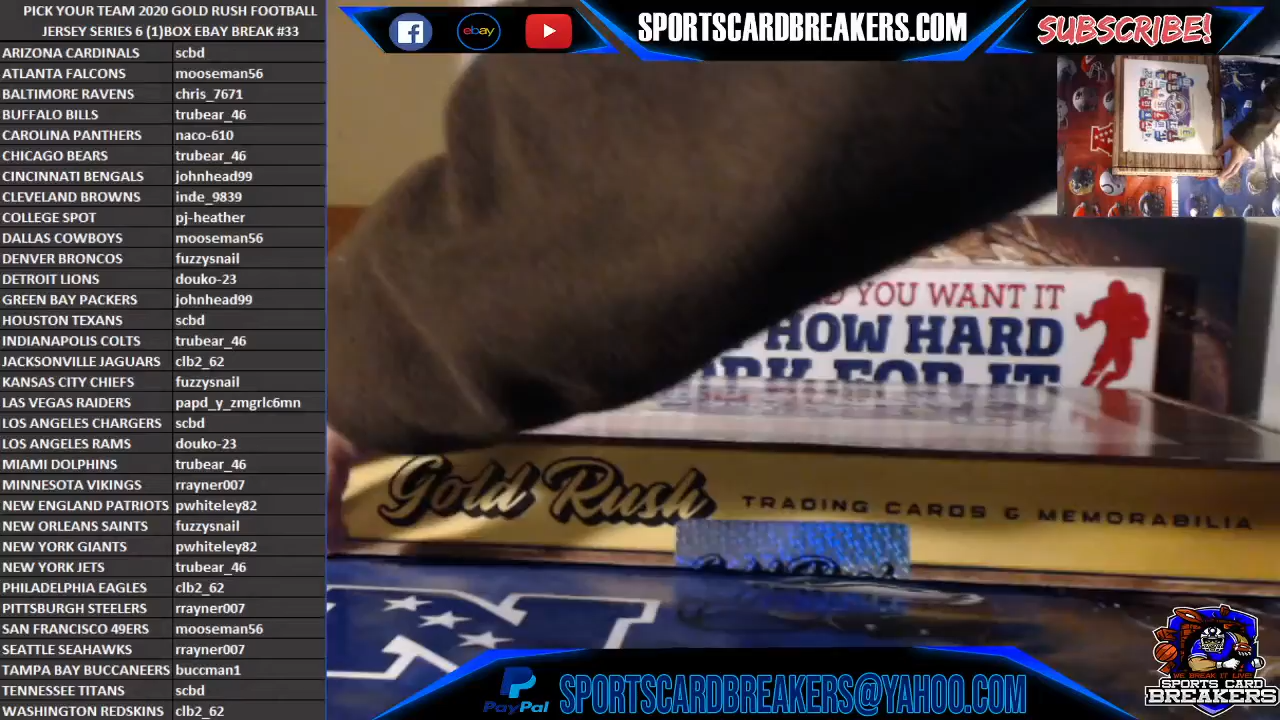 PICK YOUR TEAM 2020 GOLD RUSH FOOTBALL
JERSEY SERIES 6 (1)BOX EBAY BREAK #33
ARIZONA CARDINALS scbd
ATLANTA FALCONS mooseman56
BALTIMORE RAVENS chris_7671
BUFFALO BILLS trubear_46
CAROLINA PANTHERS naco-610
CHICAGO BEARS trubear_46
CINCINNATI BENGALS johnhead99
CLEVELAND BROWNS inde_9839
COLLEGE SPOT pj-heather
DALLAS COWBOYS mooseman56
DENVER BRONCOS fuzzysnail
DETROIT LIONS douko-23
GREEN BAY PACKERS johnhead99
HOUSTON TEXANS scbd
INDIANAPOLIS COLTS trubear_46
JACKSONVILLE JAGUARS clb2_62
KANSAS CITY CHIEFS fuzzysnail
LAS VEGAS RAIDERS papd_y_zmgrlc6mn
LOS ANGELES CHARGERS scbd
LOS ANGELES RAMS douko-23
MIAMI DOLPHINS trubear_46
MINNESOTA VIKINGS rrayner007
NEW ENGLAND PATRIOTS pwhiteley82
NEW ORLEANS SAINTS fuzzysnail
NEW YORK GIANTS pwhiteley82
NEW YORK JETS trubear_46
PHILADELPHIA EAGLES clb2_62
PITTSBURGH STEELERS rrayner007
SAN FRANCISCO 49ERS mooseman56
SEATTLE SEAHAWKS rrayner007
TAMPA BAY BUCCANEERS buccman1
TENNESSEE TITANS scbd
WASHINGTON REDSKINS clb2_62
ebay
SPORTSCARDBREAKERS.COM
SUBSCRIBE!
YOU WANT IT
HOW HARD
FOR IT
Gold Rush TRADING CARDS & MEMORABILIA
PayPal
SPORTSCARDBREAKERS@YAHOO.COM
WE BREAK IT LIVE!
SPORTS CARD
BREAKERS